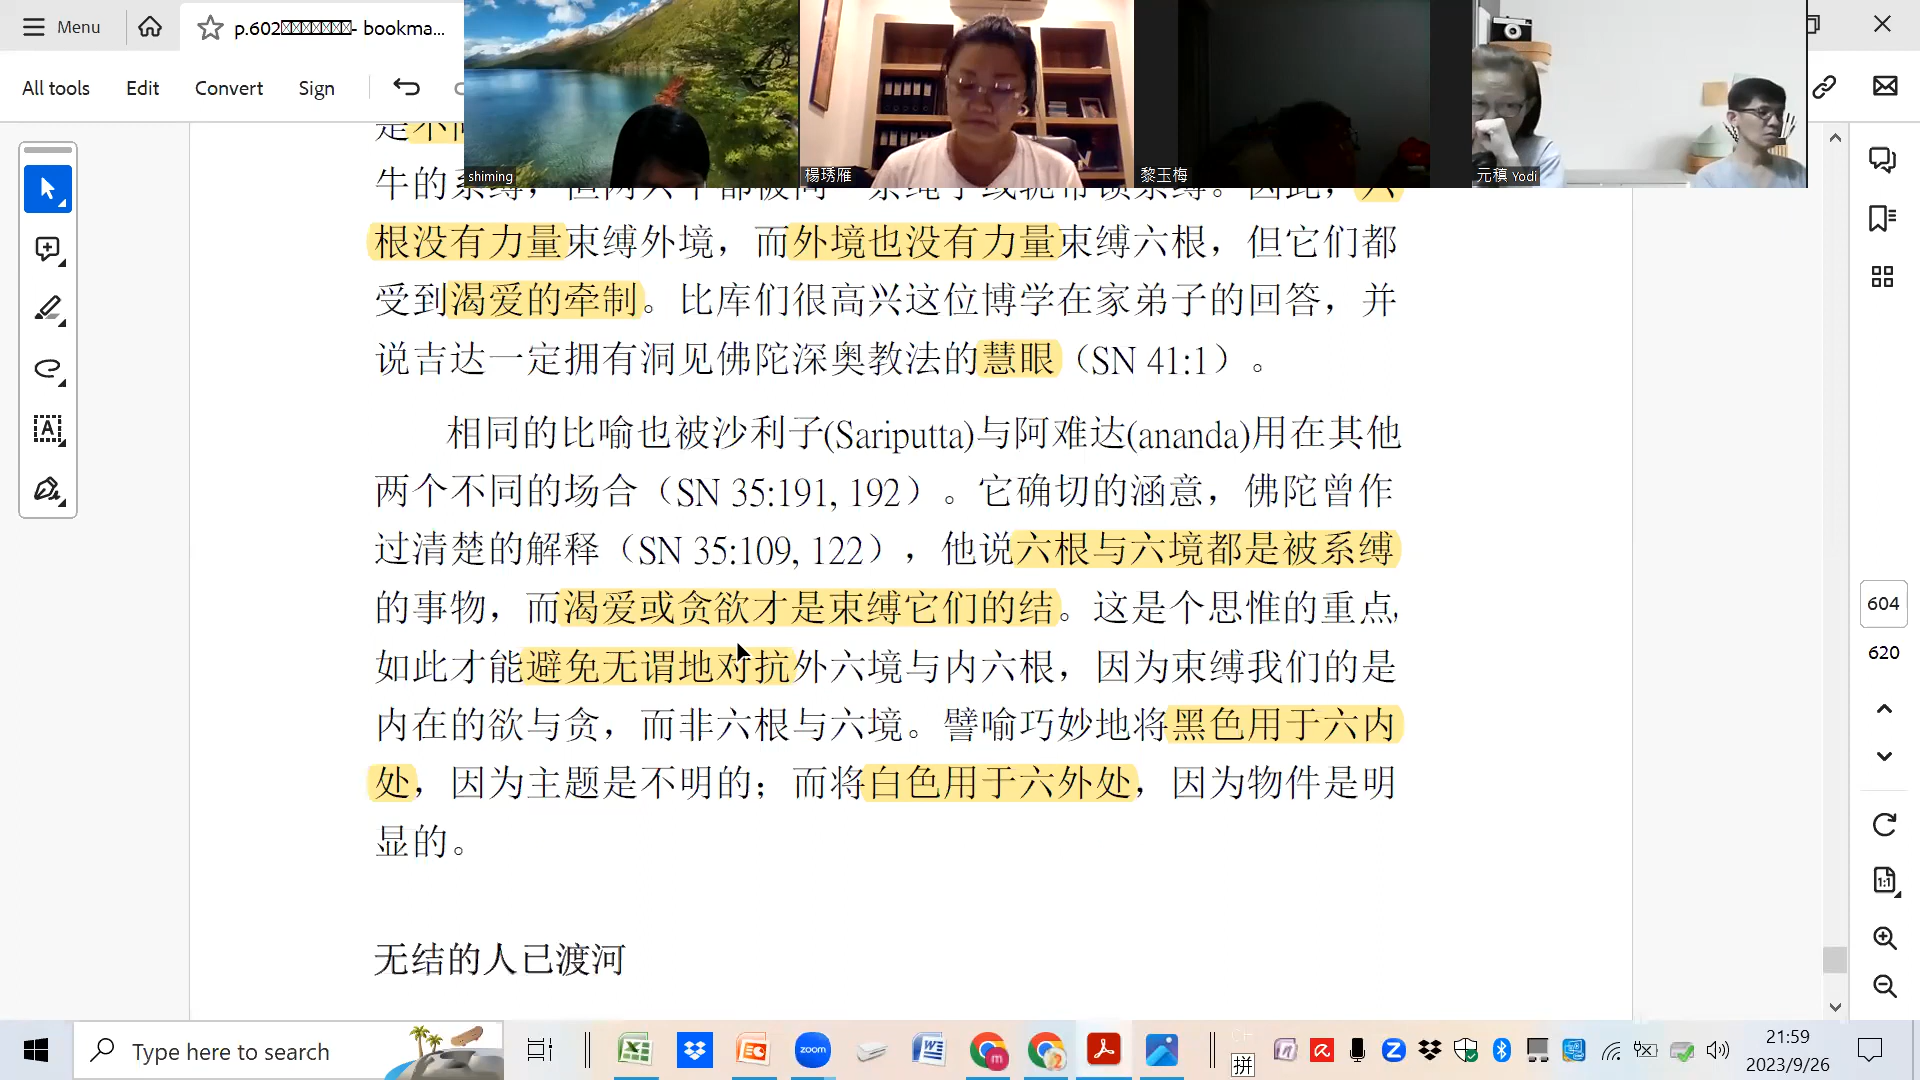 Menu
p.602 - bookma...
All tools
Edit
Convert
Sign
shiming
楊琇雁
黎玉梅
元稹 Yodi
根没有力量束缚外境，而外境也没有力量束缚六根，但它们都
受到渴爱的牵制。比库们很高兴这位博学在家弟子的回答，并
说吉达一定拥有洞见佛陀深奥教法的慧眼（SN 41:1）。
相同的比喻也被沙利子(Sariputta)与阿难达(ananda)用在其他
两个不同的场合（SN 35:191, 192）。它确切的涵意，佛陀曾作
过清楚的解释（SN 35:109, 122），他说六根与六境都是被系缚
的事物，而渴爱或贪欲才是束缚它们的结。这是个思惟的重点,
如此才能避免无谓地对抗外六境与内六根，因为束缚我们的是
内在的欲与贪，而非六根与六境。譬喻巧妙地将黑色用于六内
处，因为主题是不明的；而将白色用于六外处，因为物件是明
显的。
无结的人已渡河
604
620
Type here to search
zoom
拼
21:59
2023/9/26